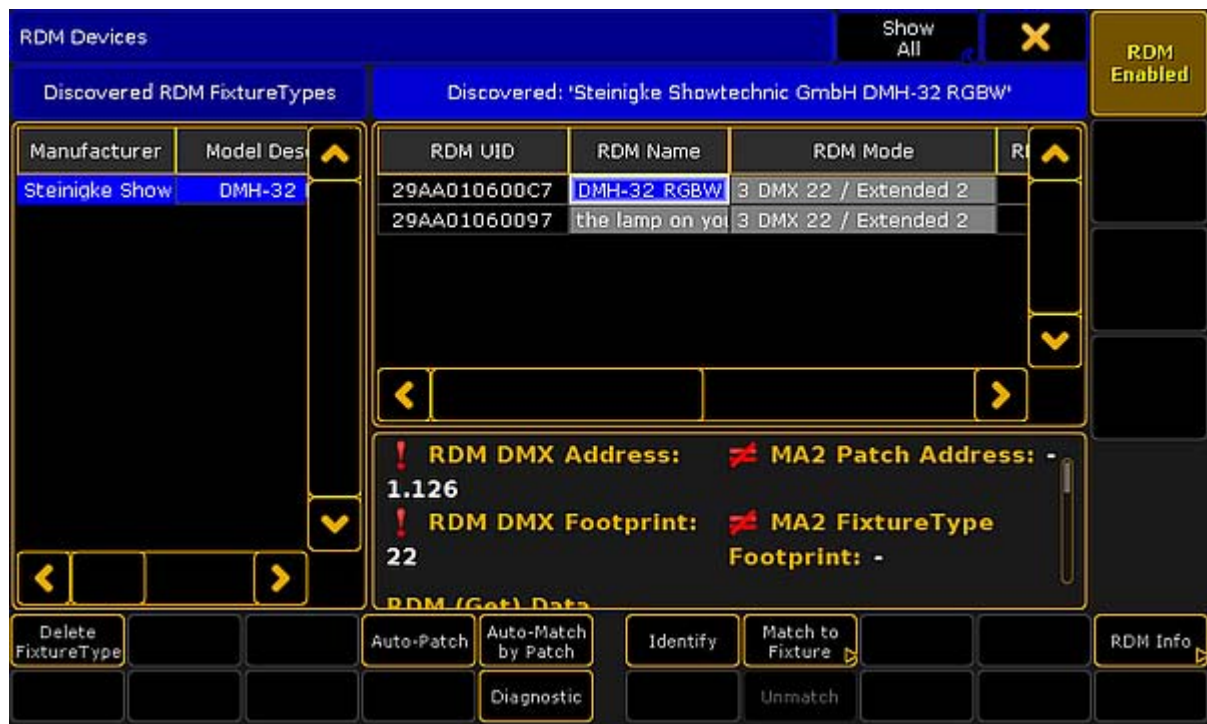 RDM Devices
Show
All
RDM
Enabled
Discovered RDM FixtureTypes
Discovered: 'Steinigke Showtechnic GmbH DMH-32 RGBW'
Manufacturer Model Des
Steinigke Show DMH-32
RDM UID RDM Name RDM Mode
29AA010600C7 DMH-32 RGBW 3 DMX 22 / Extended 2
29AA01060097 the lamp on you 3 DMX 22 / Extended 2
! RDM DMX Address: ≠ MA2 Patch Address: -
1.126
! RDM DMX Footprint: ≠ MA2 FixtureType
22 Footprint: -
RDM (Get) Data
Delete
FixtureType
Auto-Patch
Auto-Match
by Patch
Identify
Match to
Fixture
RDM Info
Diagnostic
Unmatch